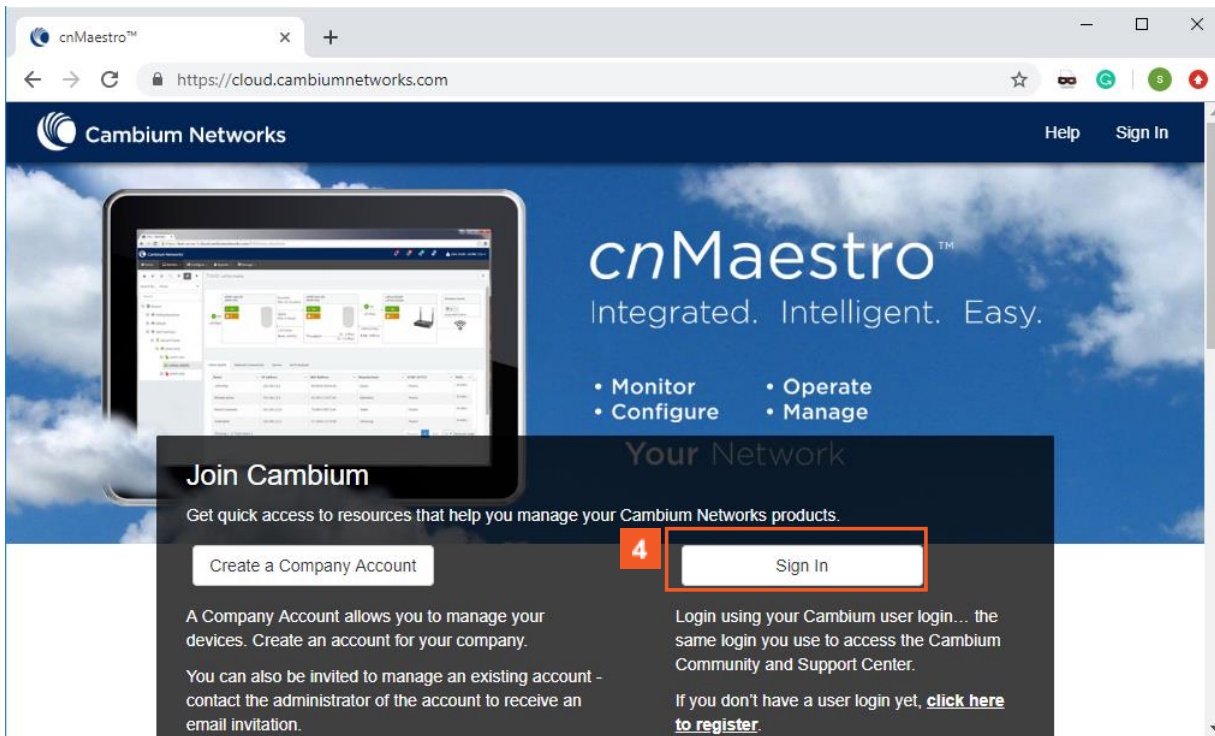 cnMaestro™
https://cloud.cambiumnetworks.com
S
Cambium Networks
Help Sign In
cnMaestro™
Integrated. Intelligent. Easy.
• Monitor • Operate
• Configure • Manage
Your Network
Join Cambium
Get quick access to resources that help you manage your Cambium Networks products.
4
Create a Company Account
Sign In
A Company Account allows you to manage your
devices. Create an account for your company.
You can also be invited to manage an existing account -
contact the administrator of the account to receive an
email invitation.
Login using your Cambium user login… the
same login you use to access the Cambium
Community and Support Center.
If you don't have a user login yet, click here
to register.